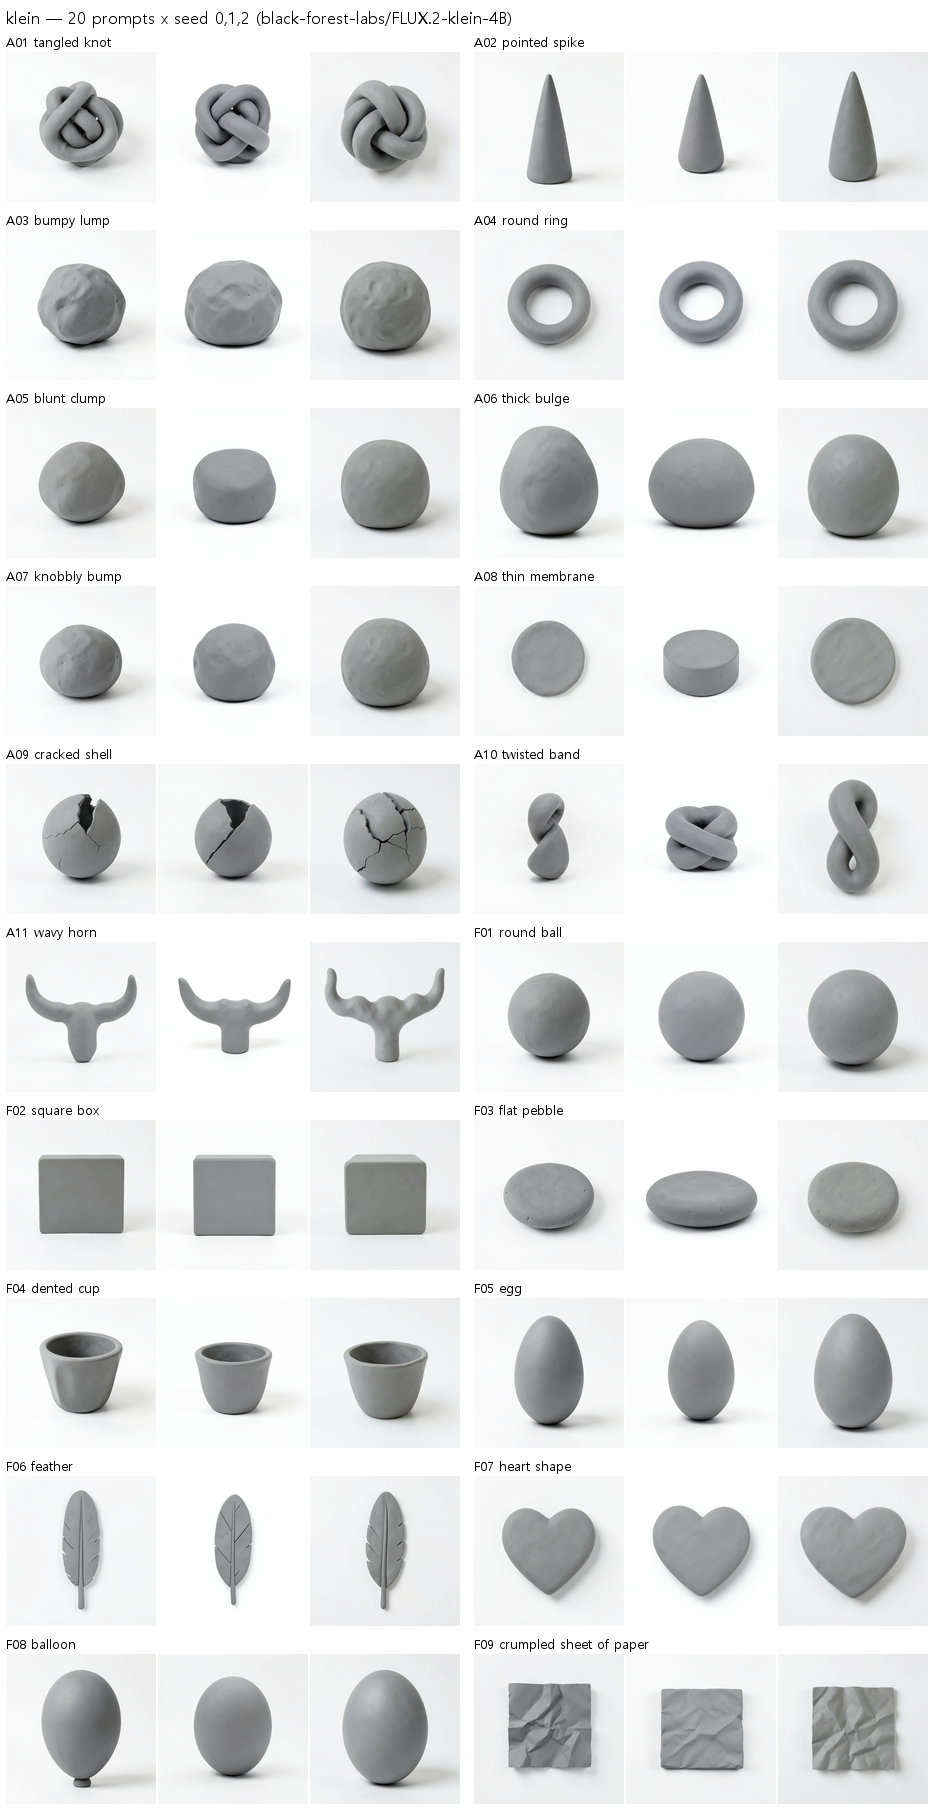 klein — 20 prompts x seed 0,1,2 (black-forest-labs/FLUX.2-klein-4B)
A01 tangled knot
A02 pointed spike
A03 bumpy lump
A04 round ring
A05 blunt clump
A06 thick bulge
A07 knobbly bump
A08 thin membrane
A09 cracked shell
A10 twisted band
A11 wavy horn
F01 round ball
F02 square box
F03 flat pebble
F04 dented cup
F05 egg
F06 feather
F07 heart shape
F08 balloon
F09 crumpled sheet of paper